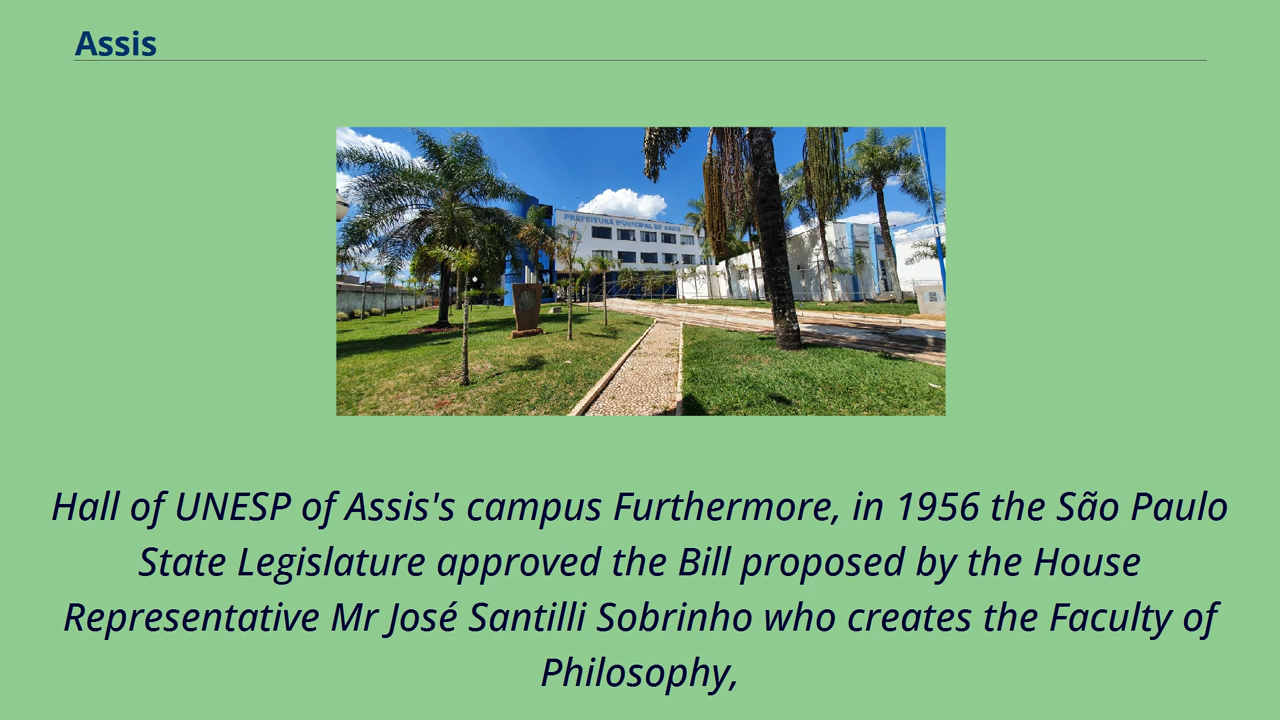 Assis
PREFEITURA MUNICIPAL DE ASSIS
Hall of UNESP of Assis's campus Furthermore, in 1956 the São Paulo
State Legislature approved the Bill proposed by the House
Representative Mr José Santilli Sobrinho who creates the Faculty of
Philosophy,